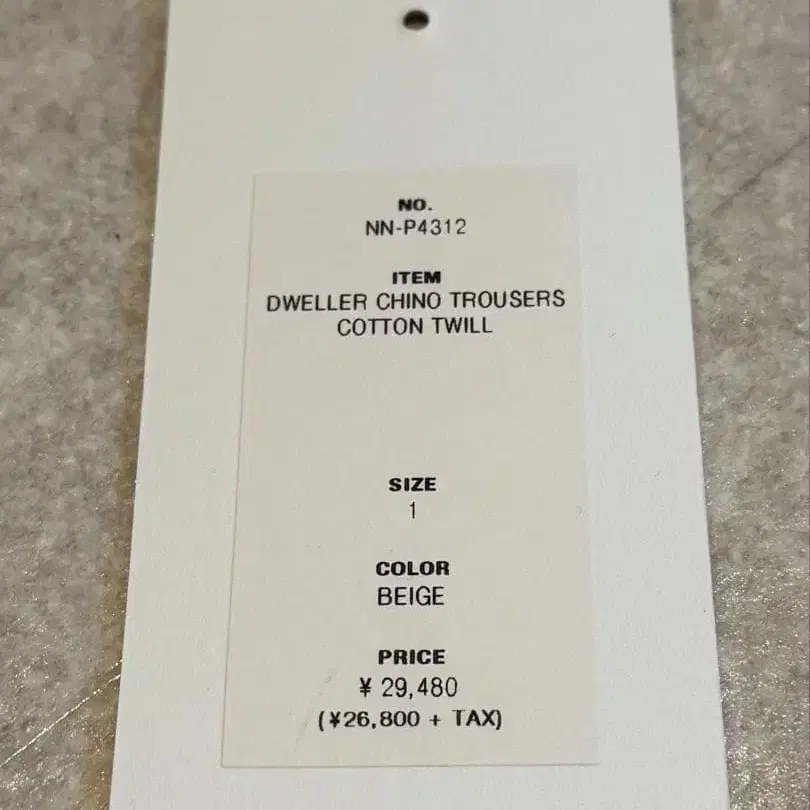 NO.
NN-P4312
ITEM
DWELLER CHINO TROUSERS
COTTON TWILL
SIZE
1
COLOR
BEIGE
PRICE
¥ 29,480
(¥26,800 + TAX)